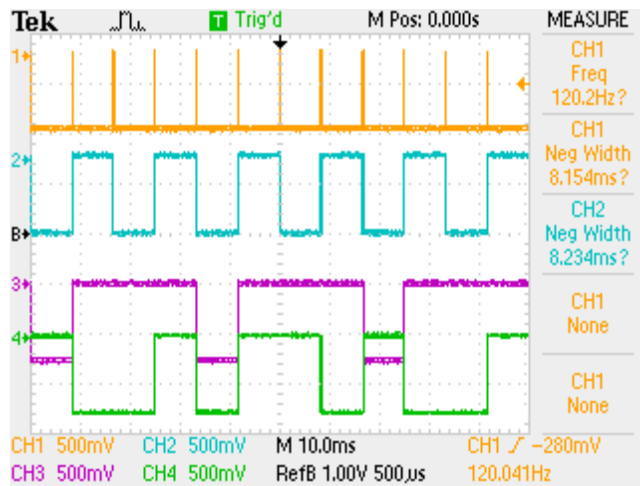 Tek T Trig'd M Pos: 0.000s MEASURE
CH1
Freq
120.2Hz?
CH1
Neg Width
8.154ms?
CH2
Neg Width
8.234ms?
CH1
None
CH1
None
1
2
B
3
4
CH1 500mV CH2 500mV M 10.0ms CH1 -280mV
CH3 500mV CH4 500mV RefB 1.00V 500µs 120.041Hz